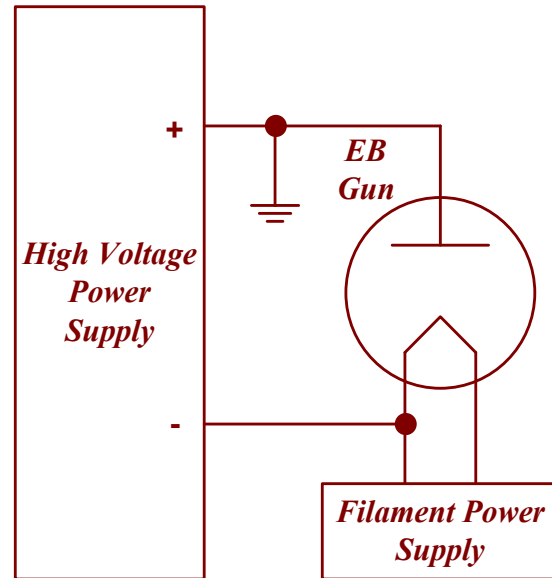 +
EB
Gun
High Voltage
Power
Supply
-
Filament Power
Supply